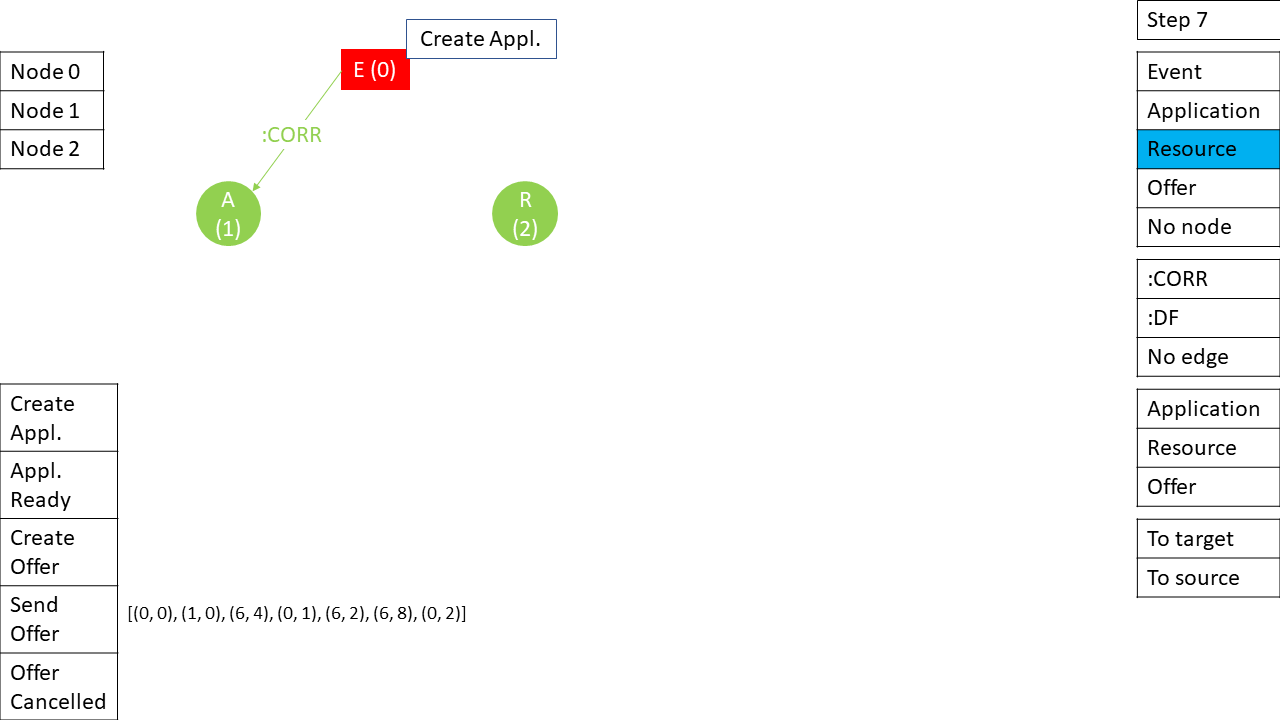 Step 7
Create Appl.
E (0)
Node 0
Node 1
Node 2
:CORR
A
(1)
R
(2)
Event
Application
Resource
Offer
No node
:CORR
:DF
No edge
Application
Resource
Offer
To target
To source
Create
Appl.
Appl.
Ready
Create
Offer
Send
Offer
Offer
Cancelled
[(0, 0), (1, 0), (6, 4), (0, 1), (6, 2), (6, 8), (0, 2)]